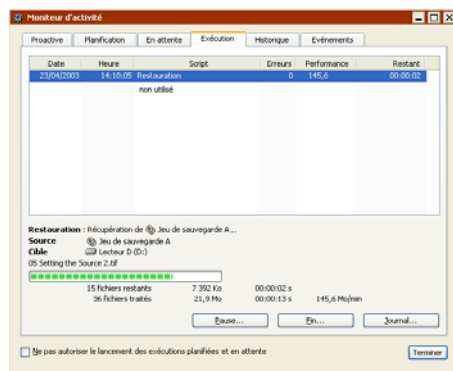 Moniteur d'activité
Proactive Planification En attente Exécution Historique Evénements
Date Heure Script Erreurs Performance Restant
23/04/2003 14:10:05 Restauration 0 145,6 00:00:02
non utilisé
Restauration : Récupération de Jeu de sauvegarde A...
Source Jeu de sauvegarde A
Cible Lecteur D (D:)
05 Setting the Source 2.tif
15 fichiers restants 7 392 Ko 00:00:02 s
36 fichiers traités 21,9 Mo 00:00:13 s 145,6 Mo/min
Pause... Fin... Journal...
Ne pas autoriser le lancement des exécutions planifiées et en attente Terminer